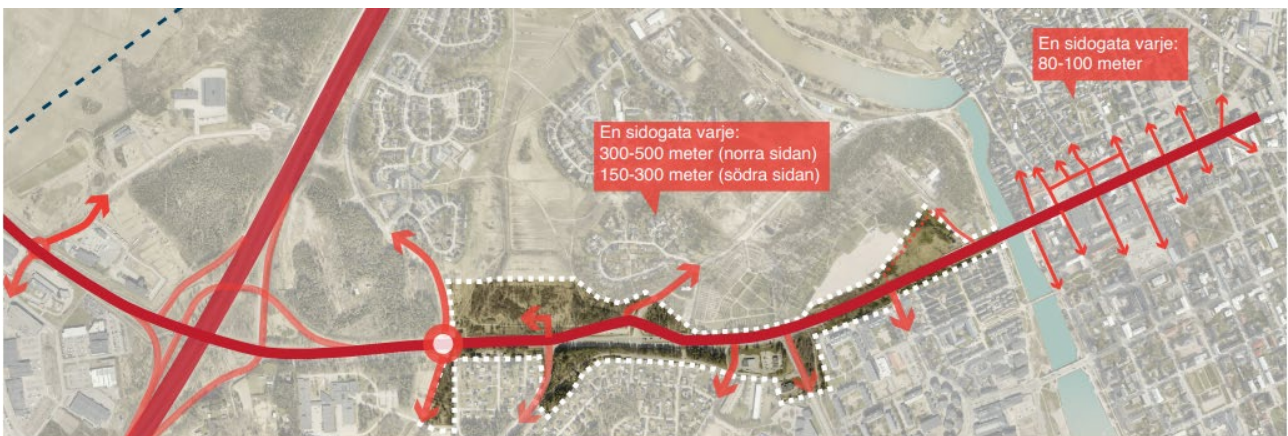 En sidogata varje:
80-100 meter
En sidogata varje:
300-500 meter (norra sidan)
150-300 meter (södra sidan)